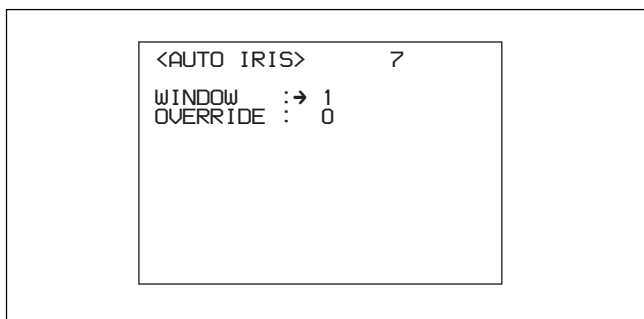 <AUTO IRIS> 7
WINDOW :→ 1
OVERRIDE : 0